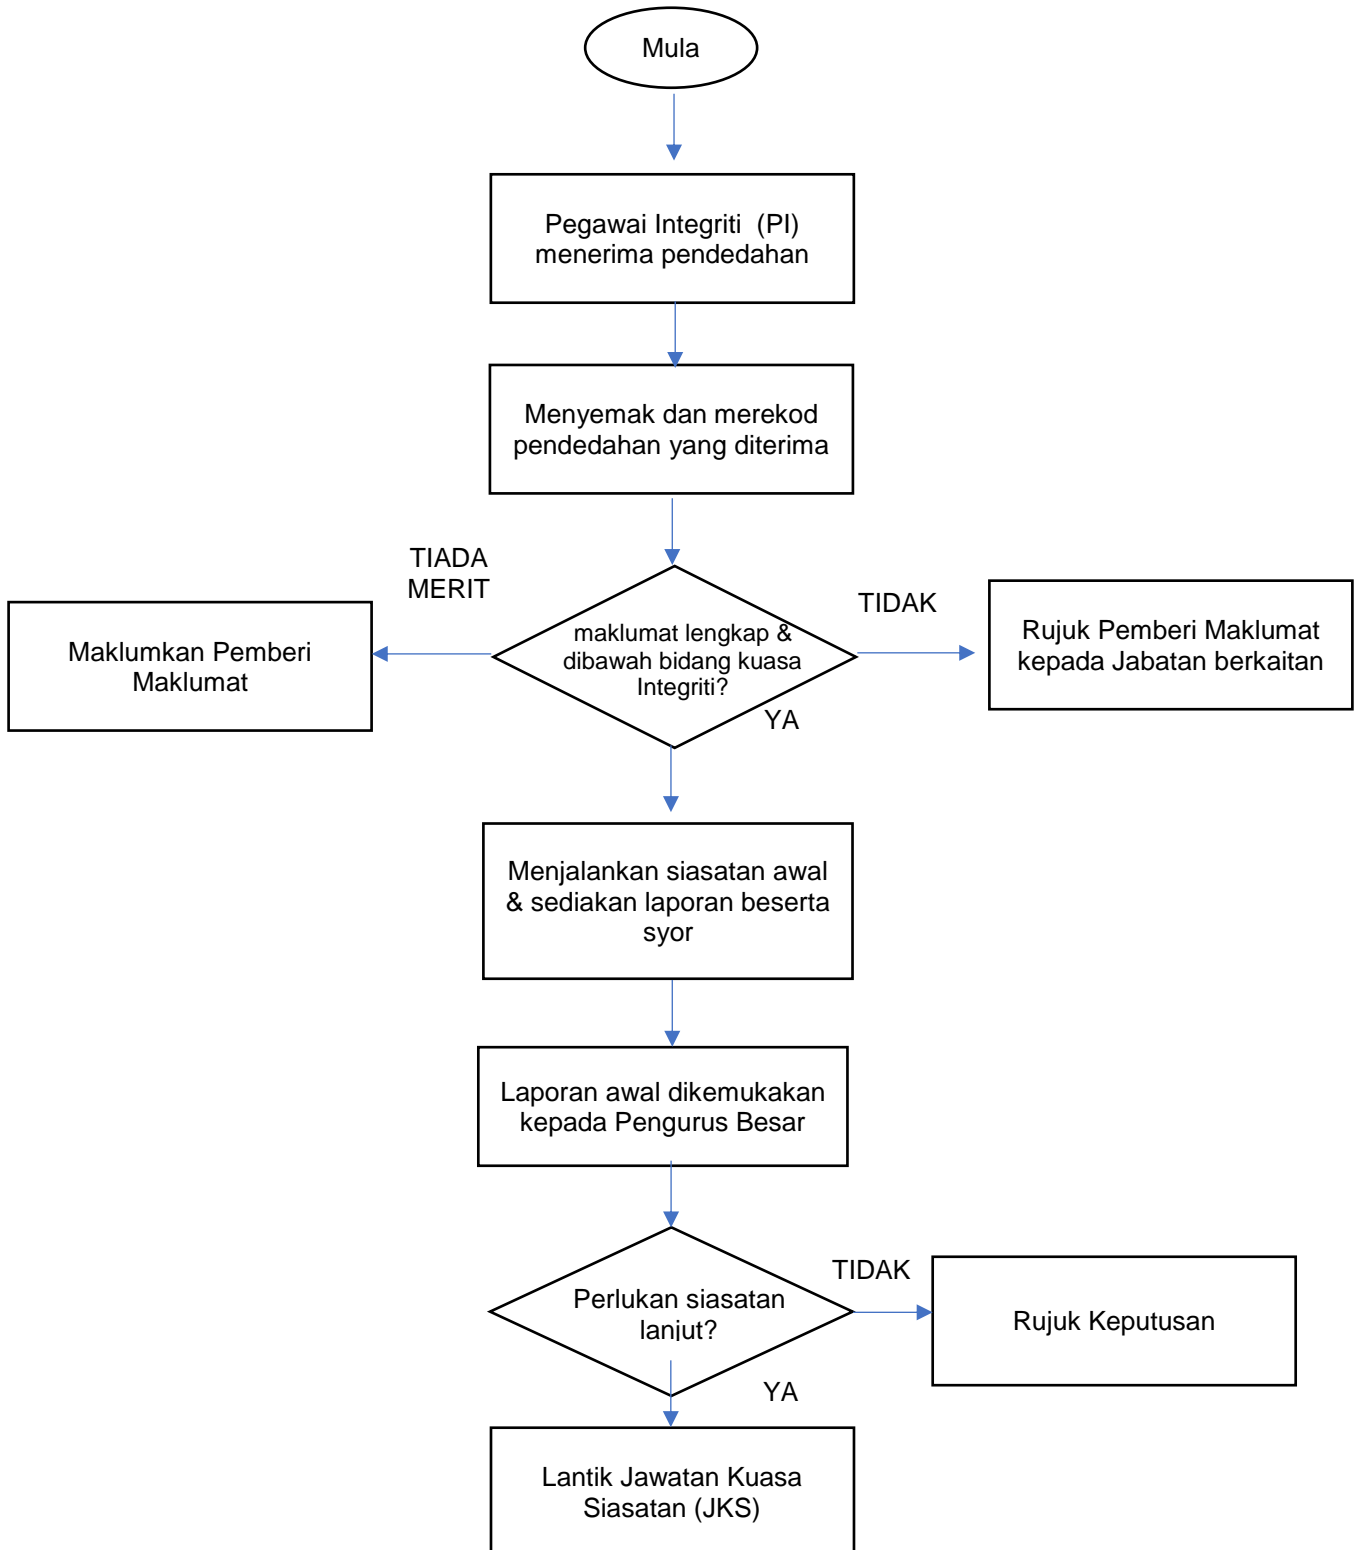 Mula
Pegawai Integriti  (PI)
menerima pendedahan
Menyemak dan merekod
pendedahan yang diterima
TIADA
MERIT
Maklumkan Pemberi
Maklumat
maklumat lengkap &
dibawah bidang kuasa
Integriti?
TIDAK
Rujuk Pemberi Maklumat
kepada Jabatan berkaitan
YA
Menjalankan siasatan awal
& sediakan laporan beserta
syor
Laporan awal dikemukakan
kepada Pengurus Besar
Perlukan siasatan
lanjut?
TIDAK
Rujuk Keputusan
YA
Lantik Jawatan Kuasa
Siasatan (JKS)